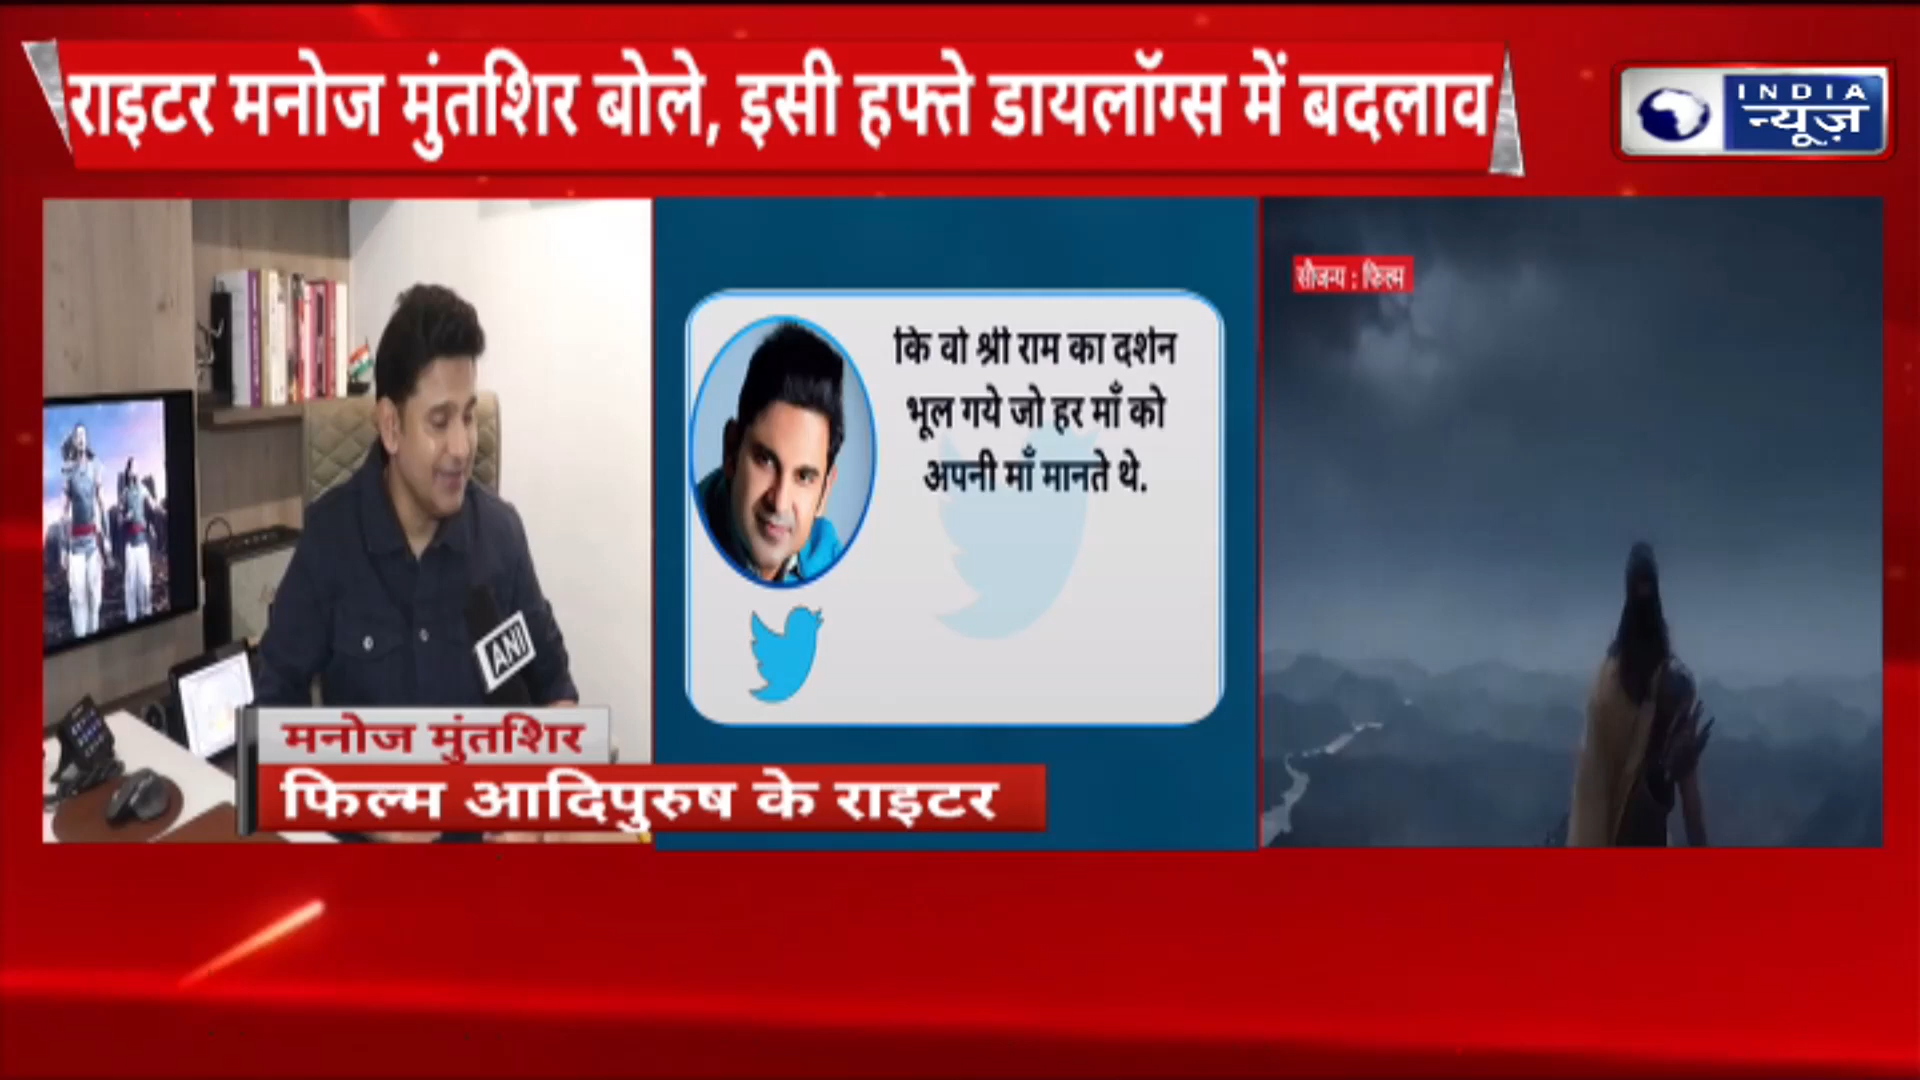 राइटर मनोज मुंतशिर बोले, इसी हफ्ते डायलॉग्स में बदलाव
INDIA
न्यूज़
सौजन्य : फिल्म
कि वो श्री राम का दर्शन
भूल गये जो हर माँ को
अपनी माँ मानते थे.
ANI
मनोज मुंतशिर
फिल्म आदिपुरुष के राइटर